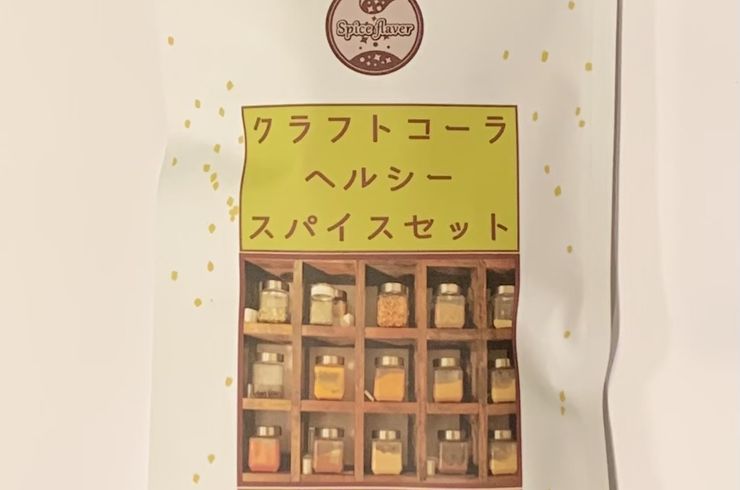 Spice flaver
クラフトコーラ
ヘルシー
スパイスセット